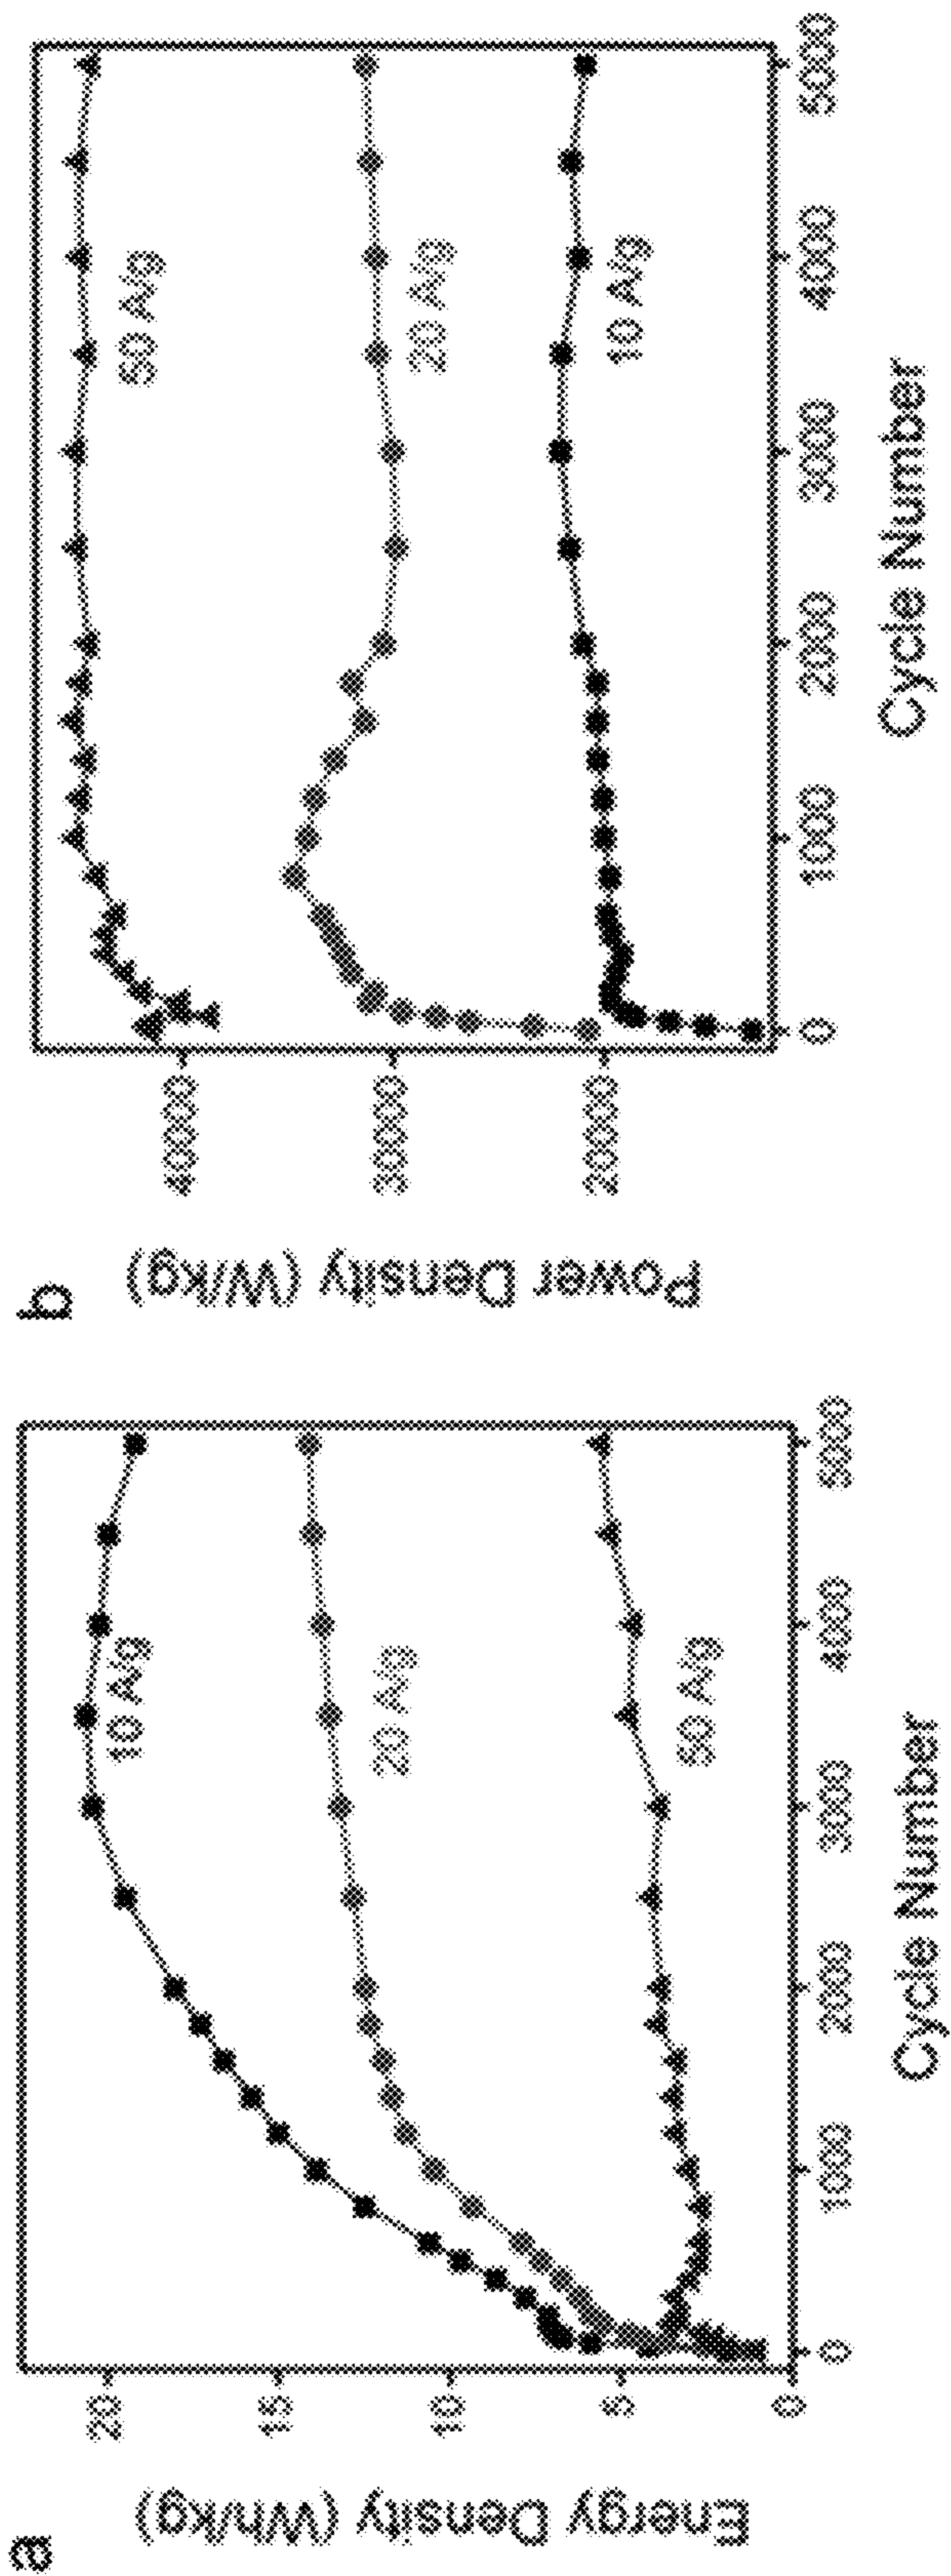 a
Energy Density (Wh/kg)
20
15
10
5
0
10 A/g
20 A/g
50 A/g
0 1000 2000 3000 4000 5000
Cycle Number
b
Power Density (W/kg)
40000
30000
20000
50 A/g
20 A/g
10 A/g
0 1000 2000 3000 4000 5000
Cycle Number